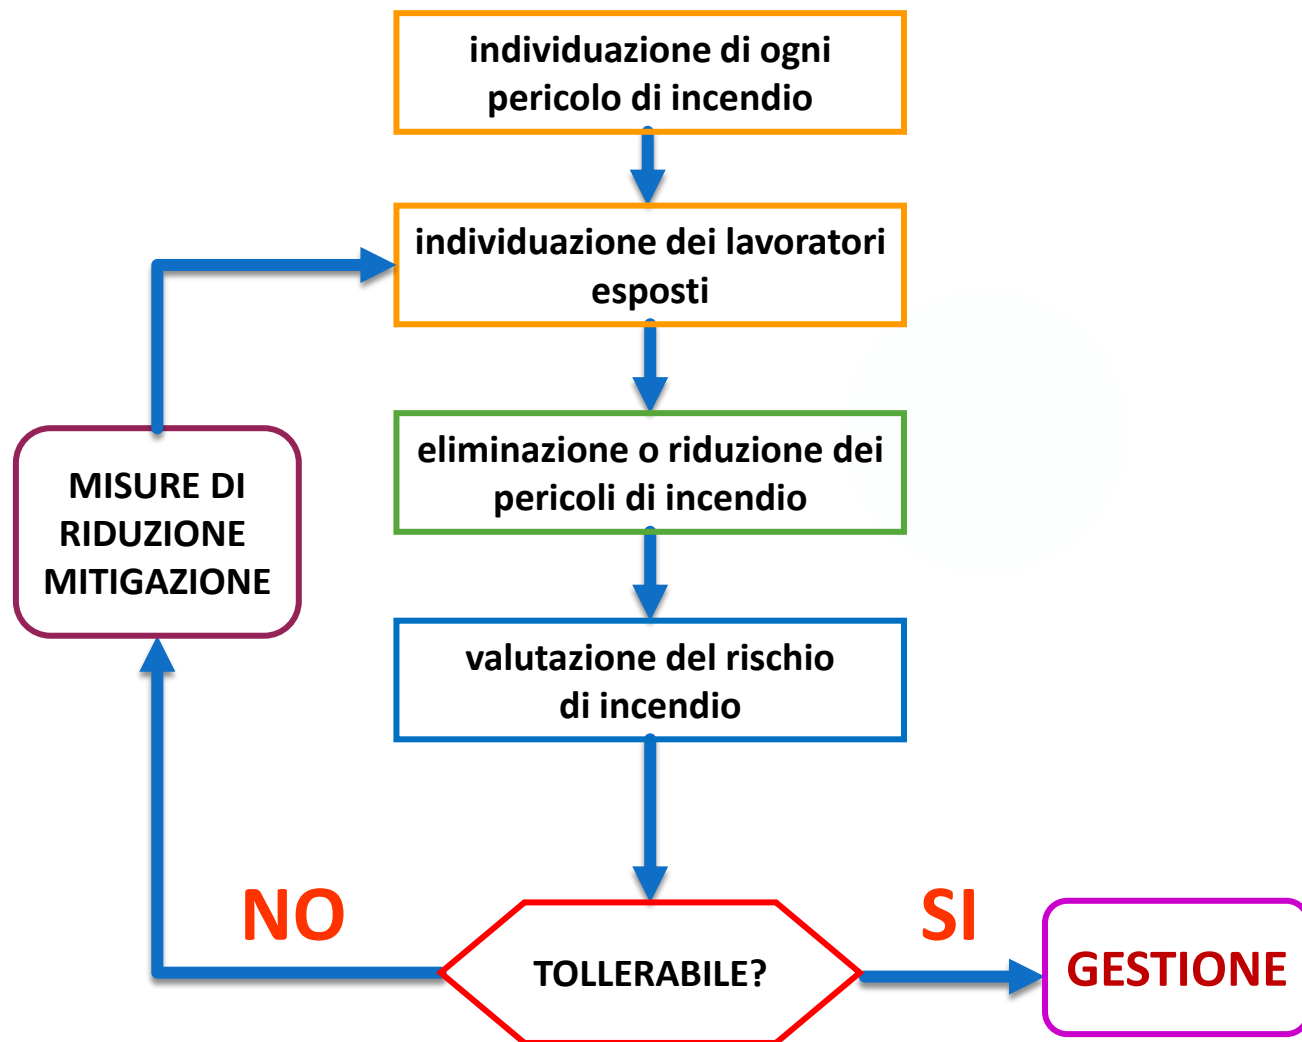 individuazione di ogni
pericolo di incendio
individuazione dei lavoratori
esposti
eliminazione o riduzione dei
pericoli di incendio
MISURE DI
RIDUZIONE
MITIGAZIONE
valutazione del rischio
di incendio
NO
SI
TOLLERABILE?
GESTIONE